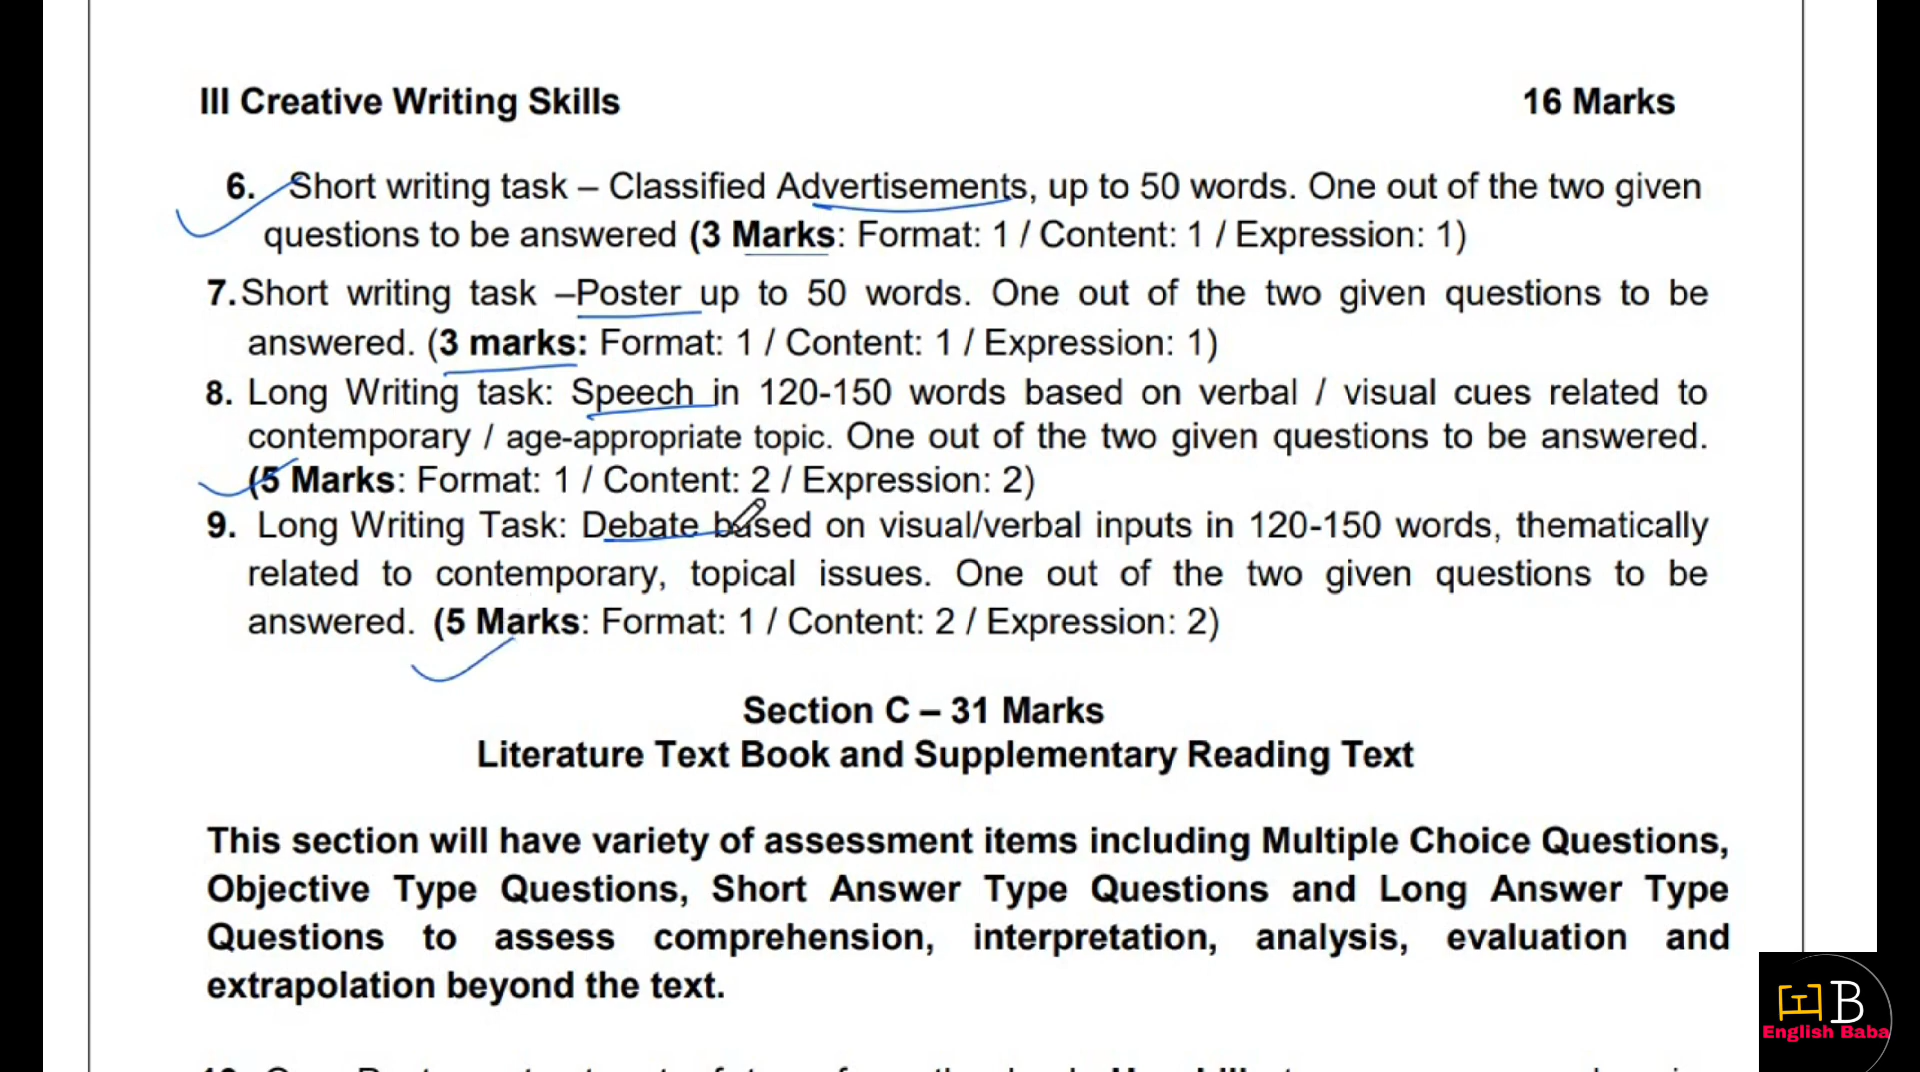 III Creative Writing Skills 16 Marks
6. Short writing task – Classified Advertisements, up to 50 words. One out of the two given
questions to be answered (3 Marks: Format: 1 / Content: 1 / Expression: 1)
7.Short writing task –Poster up to 50 words. One out of the two given questions to be
answered. (3 marks: Format: 1 / Content: 1 / Expression: 1)
8. Long Writing task: Speech in 120-150 words based on verbal / visual cues related to
contemporary / age-appropriate topic. One out of the two given questions to be answered.
(5 Marks: Format: 1 / Content: 2 / Expression: 2)
9. Long Writing Task: Debate based on visual/verbal inputs in 120-150 words, thematically
related to contemporary, topical issues. One out of the two given questions to be
answered. (5 Marks: Format: 1 / Content: 2 / Expression: 2)
Section C – 31 Marks
Literature Text Book and Supplementary Reading Text
This section will have variety of assessment items including Multiple Choice Questions,
Objective Type Questions, Short Answer Type Questions and Long Answer Type
Questions to assess comprehension, interpretation, analysis, evaluation and
extrapolation beyond the text.
B
English Baba